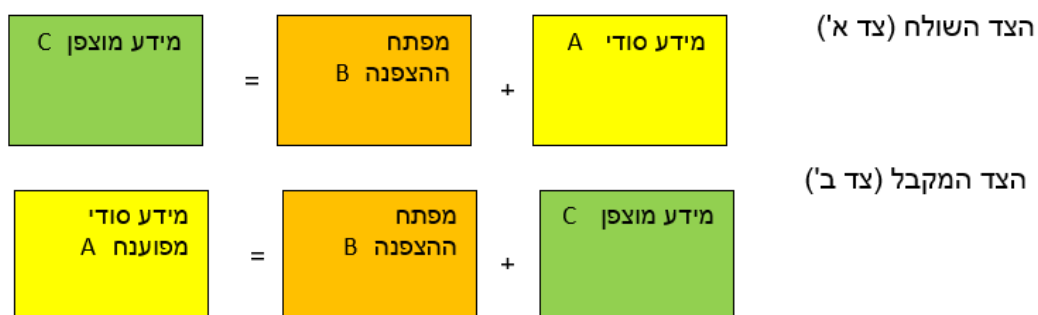 הצד השולח (צד א')
מידע סודי A
+
מפתח
ההצפנה B
=
מידע מוצפן C
הצד המקבל (צד ב')
מידע מוצפן C
+
מפתח
ההצפנה B
=
מידע סודי
מפוענח A